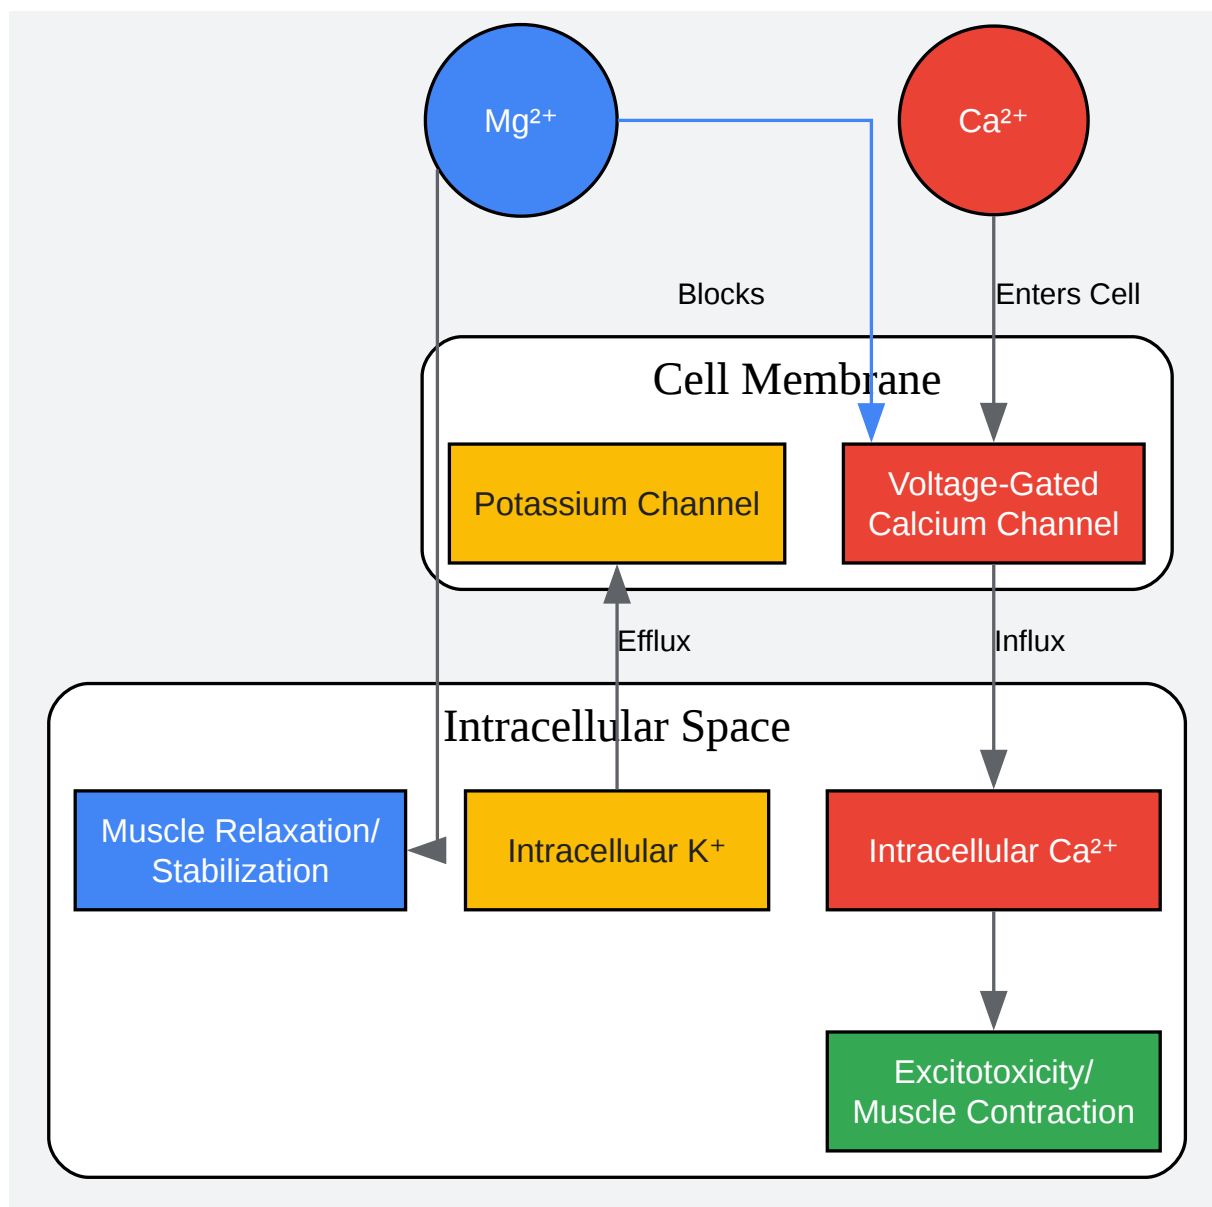 Mg²⁺
Ca²⁺
Blocks
Enters Cell
Cell Membrane
Potassium Channel
Voltage-Gated
Calcium Channel
Efflux
Influx
Intracellular Space
Muscle Relaxation/
Stabilization
Intracellular K⁺
Intracellular Ca²⁺
Excitotoxicity/
Muscle Contraction